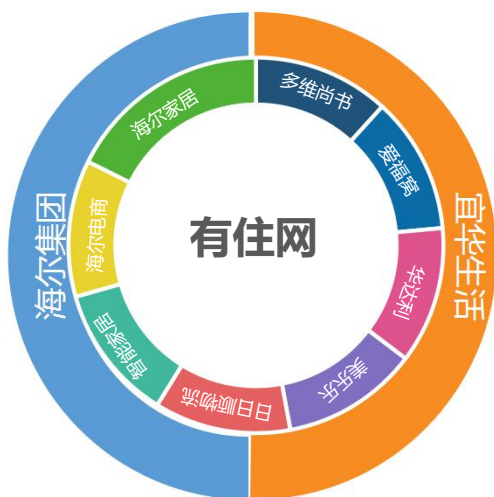 有住网
海尔集团
宜华生活
海尔家居
多维尚书
爱福窝
华达利
美乐乐
日日顺物流
智能家居
海尔电商